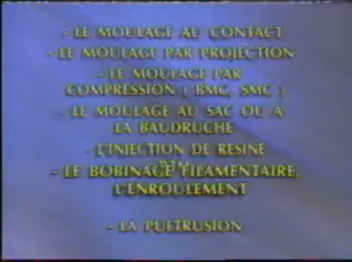 - LE MOULAGE AU CONTACT
- LE MOULAGE PAR PROJECTION
- LE MOULAGE PAR
COMPRESSION ( BMC, SMC )
- LE MOULAGE AU SAC OU A
LA BAUDRUCHE
- L'INJECTION DE RESINE
- LE BOBINAGE FILAMENTAIRE,
L'ENROULEMENT
- LA PULTRUSION